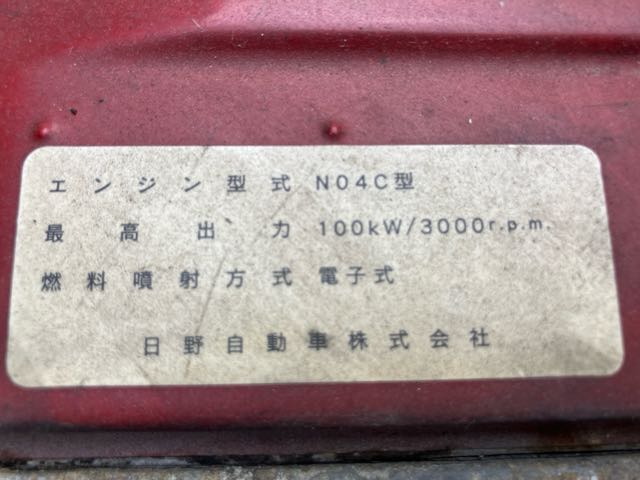 エンジン型式 N04C型
最高出力 100kW/3000r.p.m.
燃料噴射方式 電子式
日野自動車株式会社